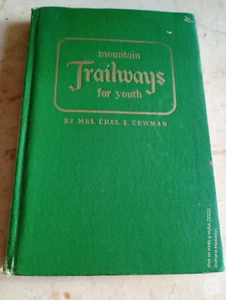 mountain
Trailways
for youth
BY MRS. CHAS. E. COWMAN